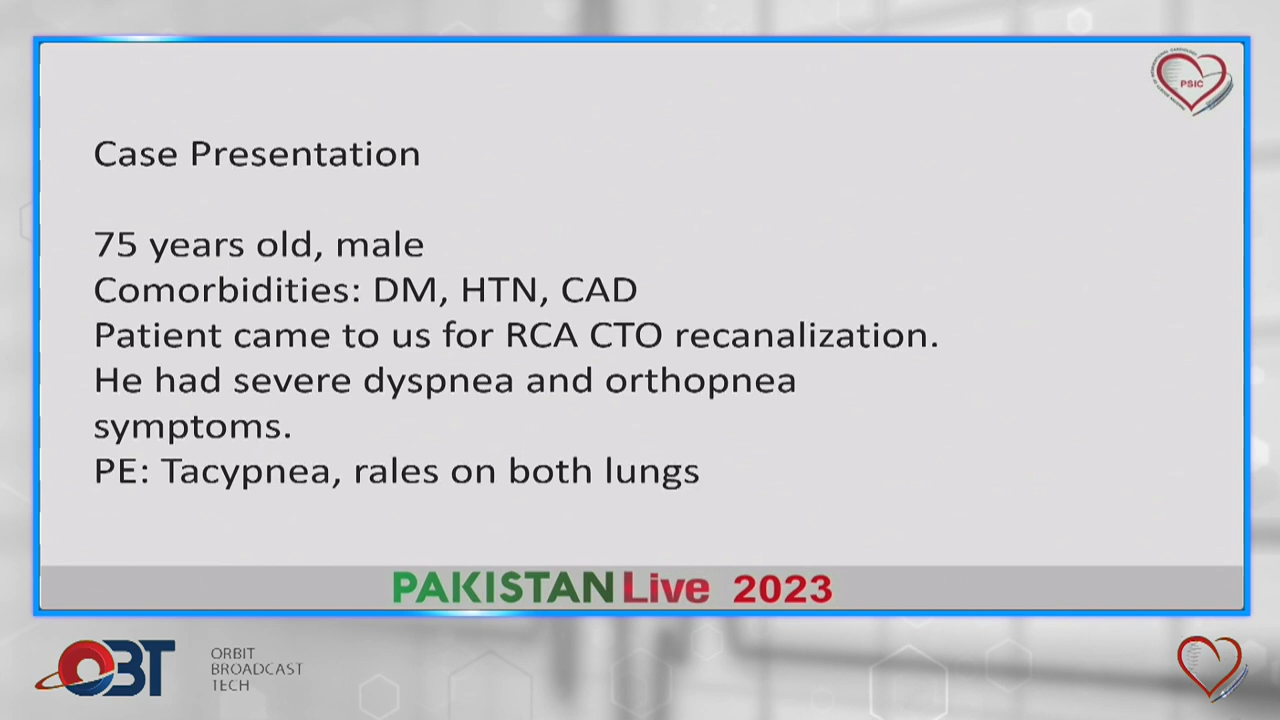 PSIC
Case Presentation
75 years old, male
Comorbidities: DM, HTN, CAD
Patient came to us for RCA CTO recanalization.
He had severe dyspnea and orthopnea
symptoms.
PE: Tacypnea, rales on both lungs
PAKISTAN Live 2023
OBT
ORBIT
BROADCAST
TECH